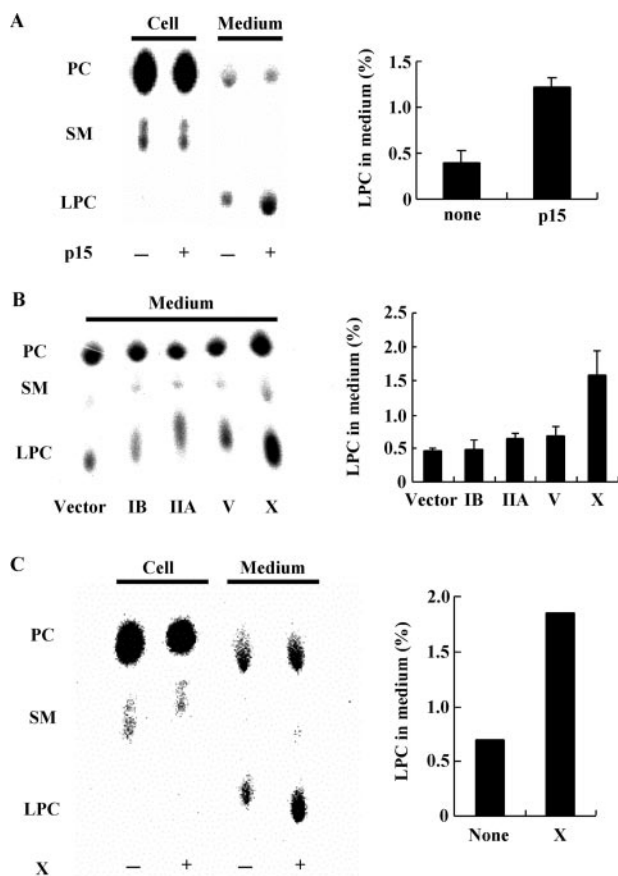 A
Cell Medium
PC
SM
LPC
p15 – + – +
LPC in medium (%)
1.5
1.0
0.5
0
none p15
B
Medium
PC
SM
LPC
Vector IB IIA V X
LPC in medium (%)
2.5
2.0
1.5
1.0
0.5
0
Vector IB IIA V X
C
Cell Medium
PC
SM
LPC
X – + – +
LPC in medium (%)
2.0
1.5
1.0
0.5
0
None X